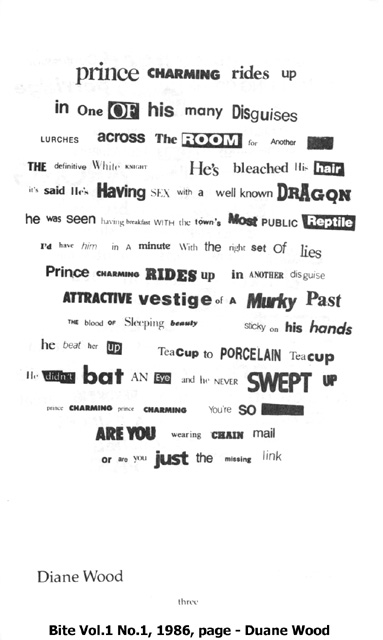 prince CHARMING rides up
in One OF his many Disguises
LURCHES across The ROOM for Another
THE definitive White KNIGHT He's bleached His hair
it's said He's Having SEX with a well known DRAGON
he was seen having breakfast WITH the town's Most PUBLIC Reptile
I'd have him in A minute With the right set Of lies
Prince CHARMING RIDES up in ANOTHER disguise
ATTRACTIVE vestige of A Murky Past
THE blood OF Sleeping beauty sticky on his hands
he beat her up TeaCup to PORCELAIN Teacup
He didn't bat AN Eye and he NEVER SWEPT UP
prince CHARMING prince CHARMING You're SO
ARE YOU wearing CHAIN mail
or are you just the missing link
Diane Wood
three
Bite Vol.1 No.1, 1986, page - Duane Wood